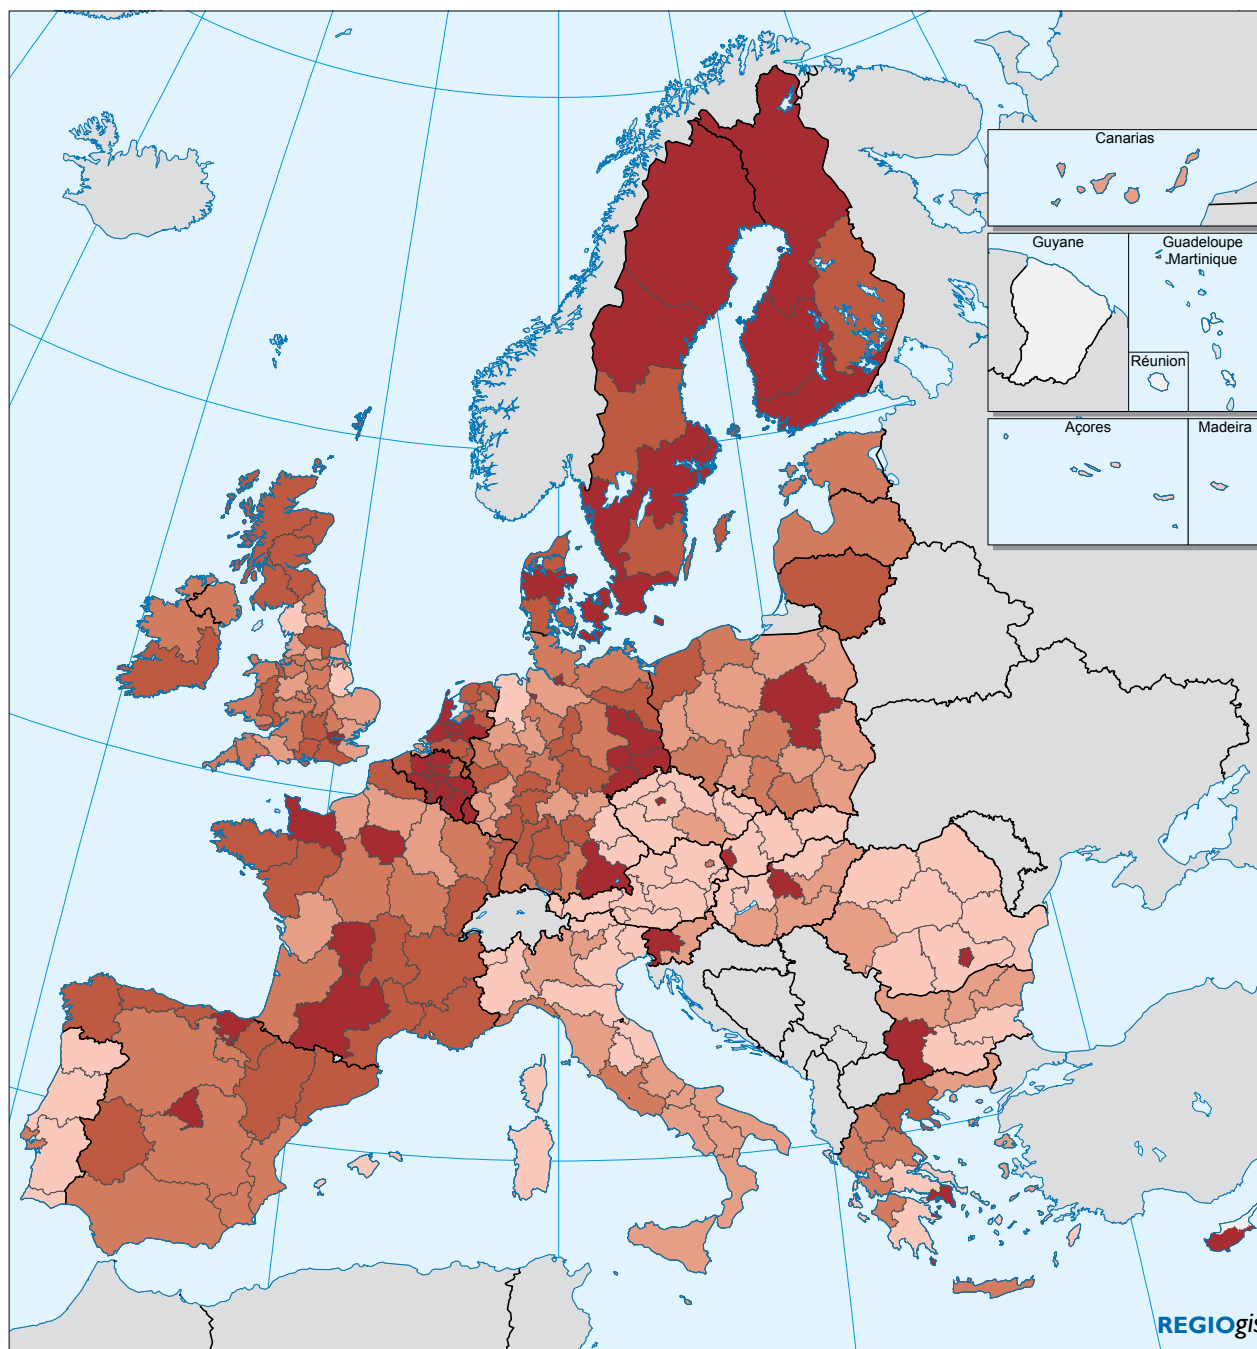 Canarias
Guyane
Guadeloupe
Martinique
Réunion
Açores
Madeira
REGIOgis